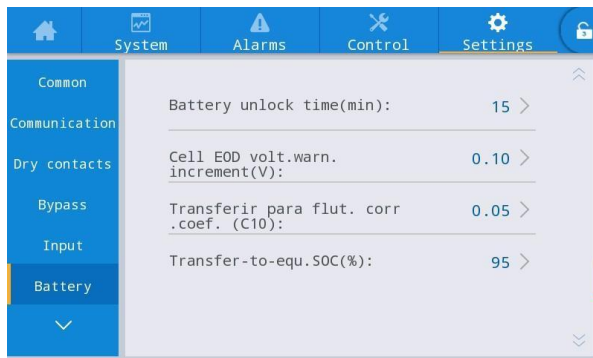 System
Alarms
Control
Settings
Common
Communication
Dry contacts
Bypass
Input
Battery
Battery unlock time(min):
15
Cell EOD volt.warn.
increment(V):
0.10
Transferir para flut. corr
.coef. (C10):
0.05
Transfer-to-equ.SOC(%):
95